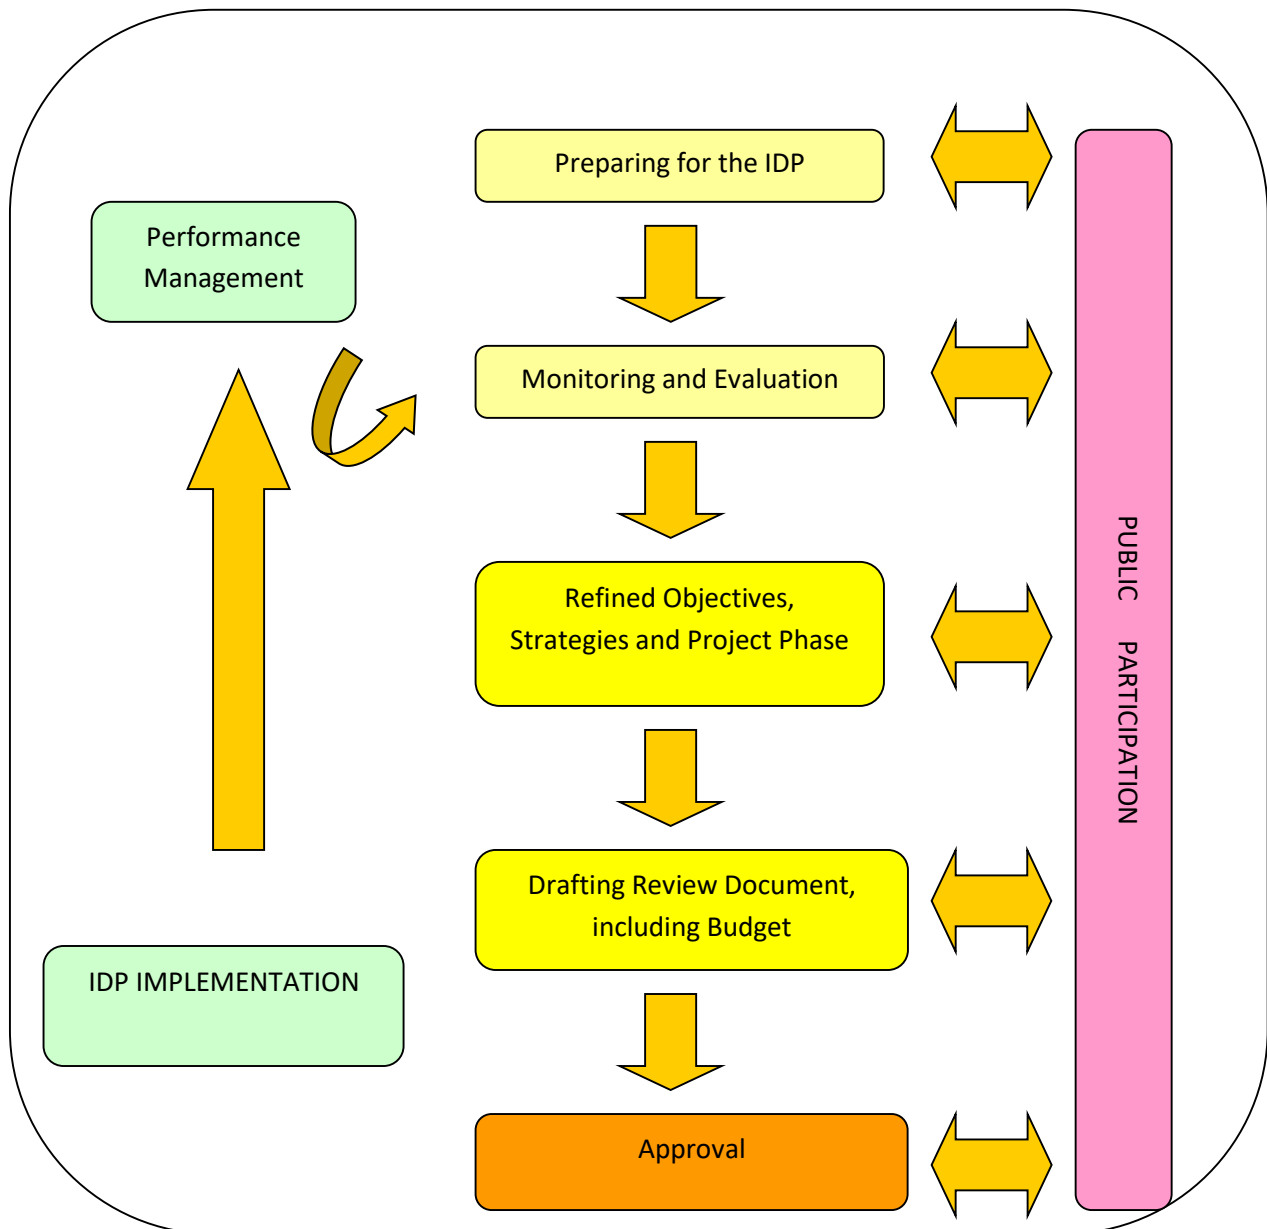 Preparing for the IDP
Performance
Management
Monitoring and Evaluation
Refined Objectives,
Strategies and Project Phase
PUBLIC PARTICIPATION
Drafting Review Document,
including Budget
IDP IMPLEMENTATION
Approval